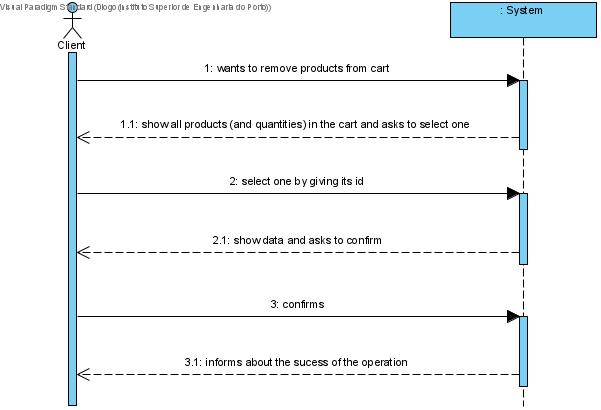 Visual Paradigm Standard (Diogo (Instituto Superior de Engenharia do Porto))
: System
Client
1: wants to remove products from cart
1.1: show all products (and quantities) in the cart and asks to select one
2: select one by giving its id
2.1: show data and asks to confirm
3: confirms
3.1: informs about the sucess of the operation